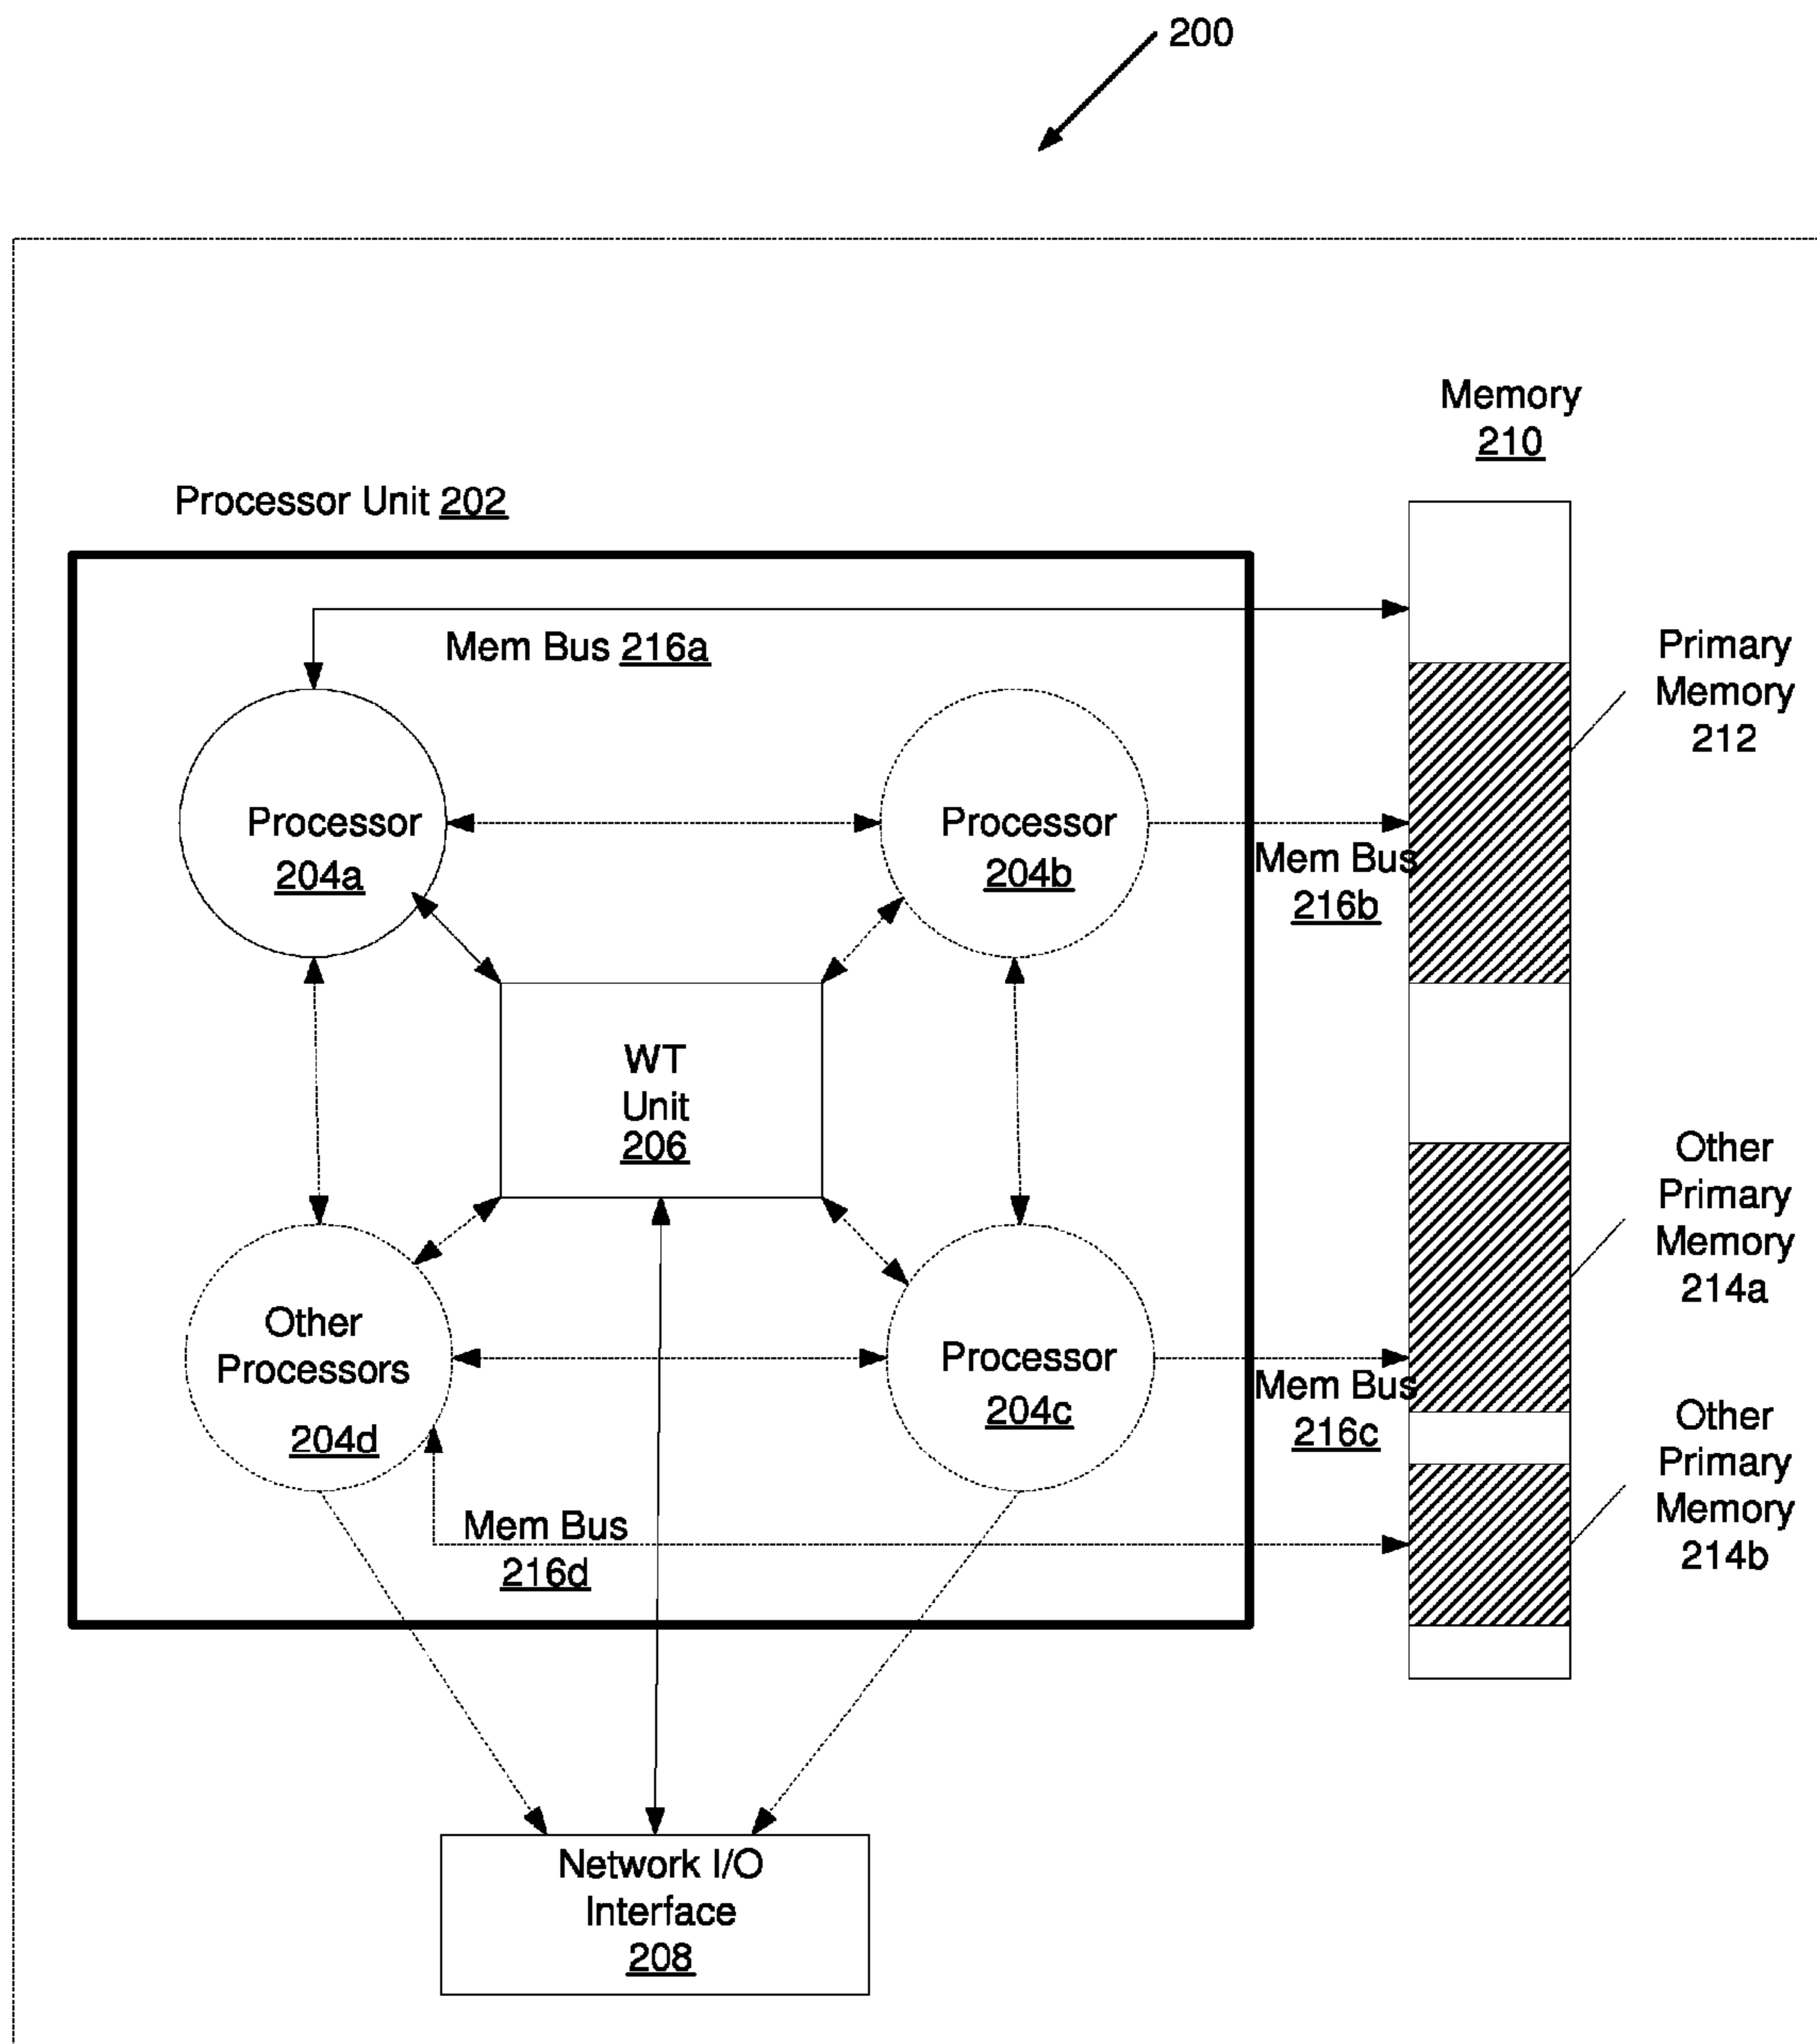 200
Memory
210
Processor Unit 202
Mem Bus 216a
Primary
Memory
212
Processor
204a
Processor
204b
Mem Bus
216b
WT
Unit
206
Other
Primary
Memory
214a
Other
Processors
204d
Processor
204c
Mem Bus
216c
Other
Primary
Memory
214b
Mem Bus
216d
Network I/O
Interface
208